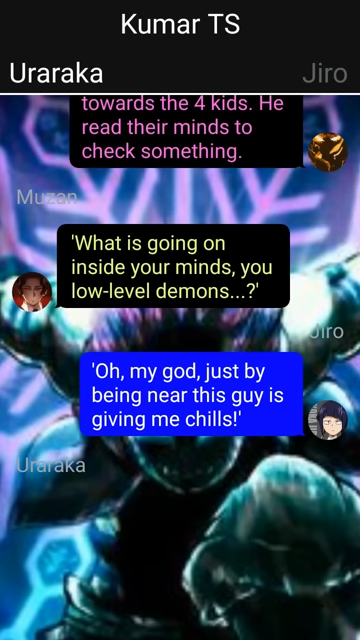 Kumar TS
Uraraka
Jiro
towards the 4 kids. He
read their minds to
check something.
Muzan
'What is going on
inside your minds, you
low-level demons...?'
Jiro
'Oh, my god, just by
being near this guy is
giving me chills!'
Uraraka